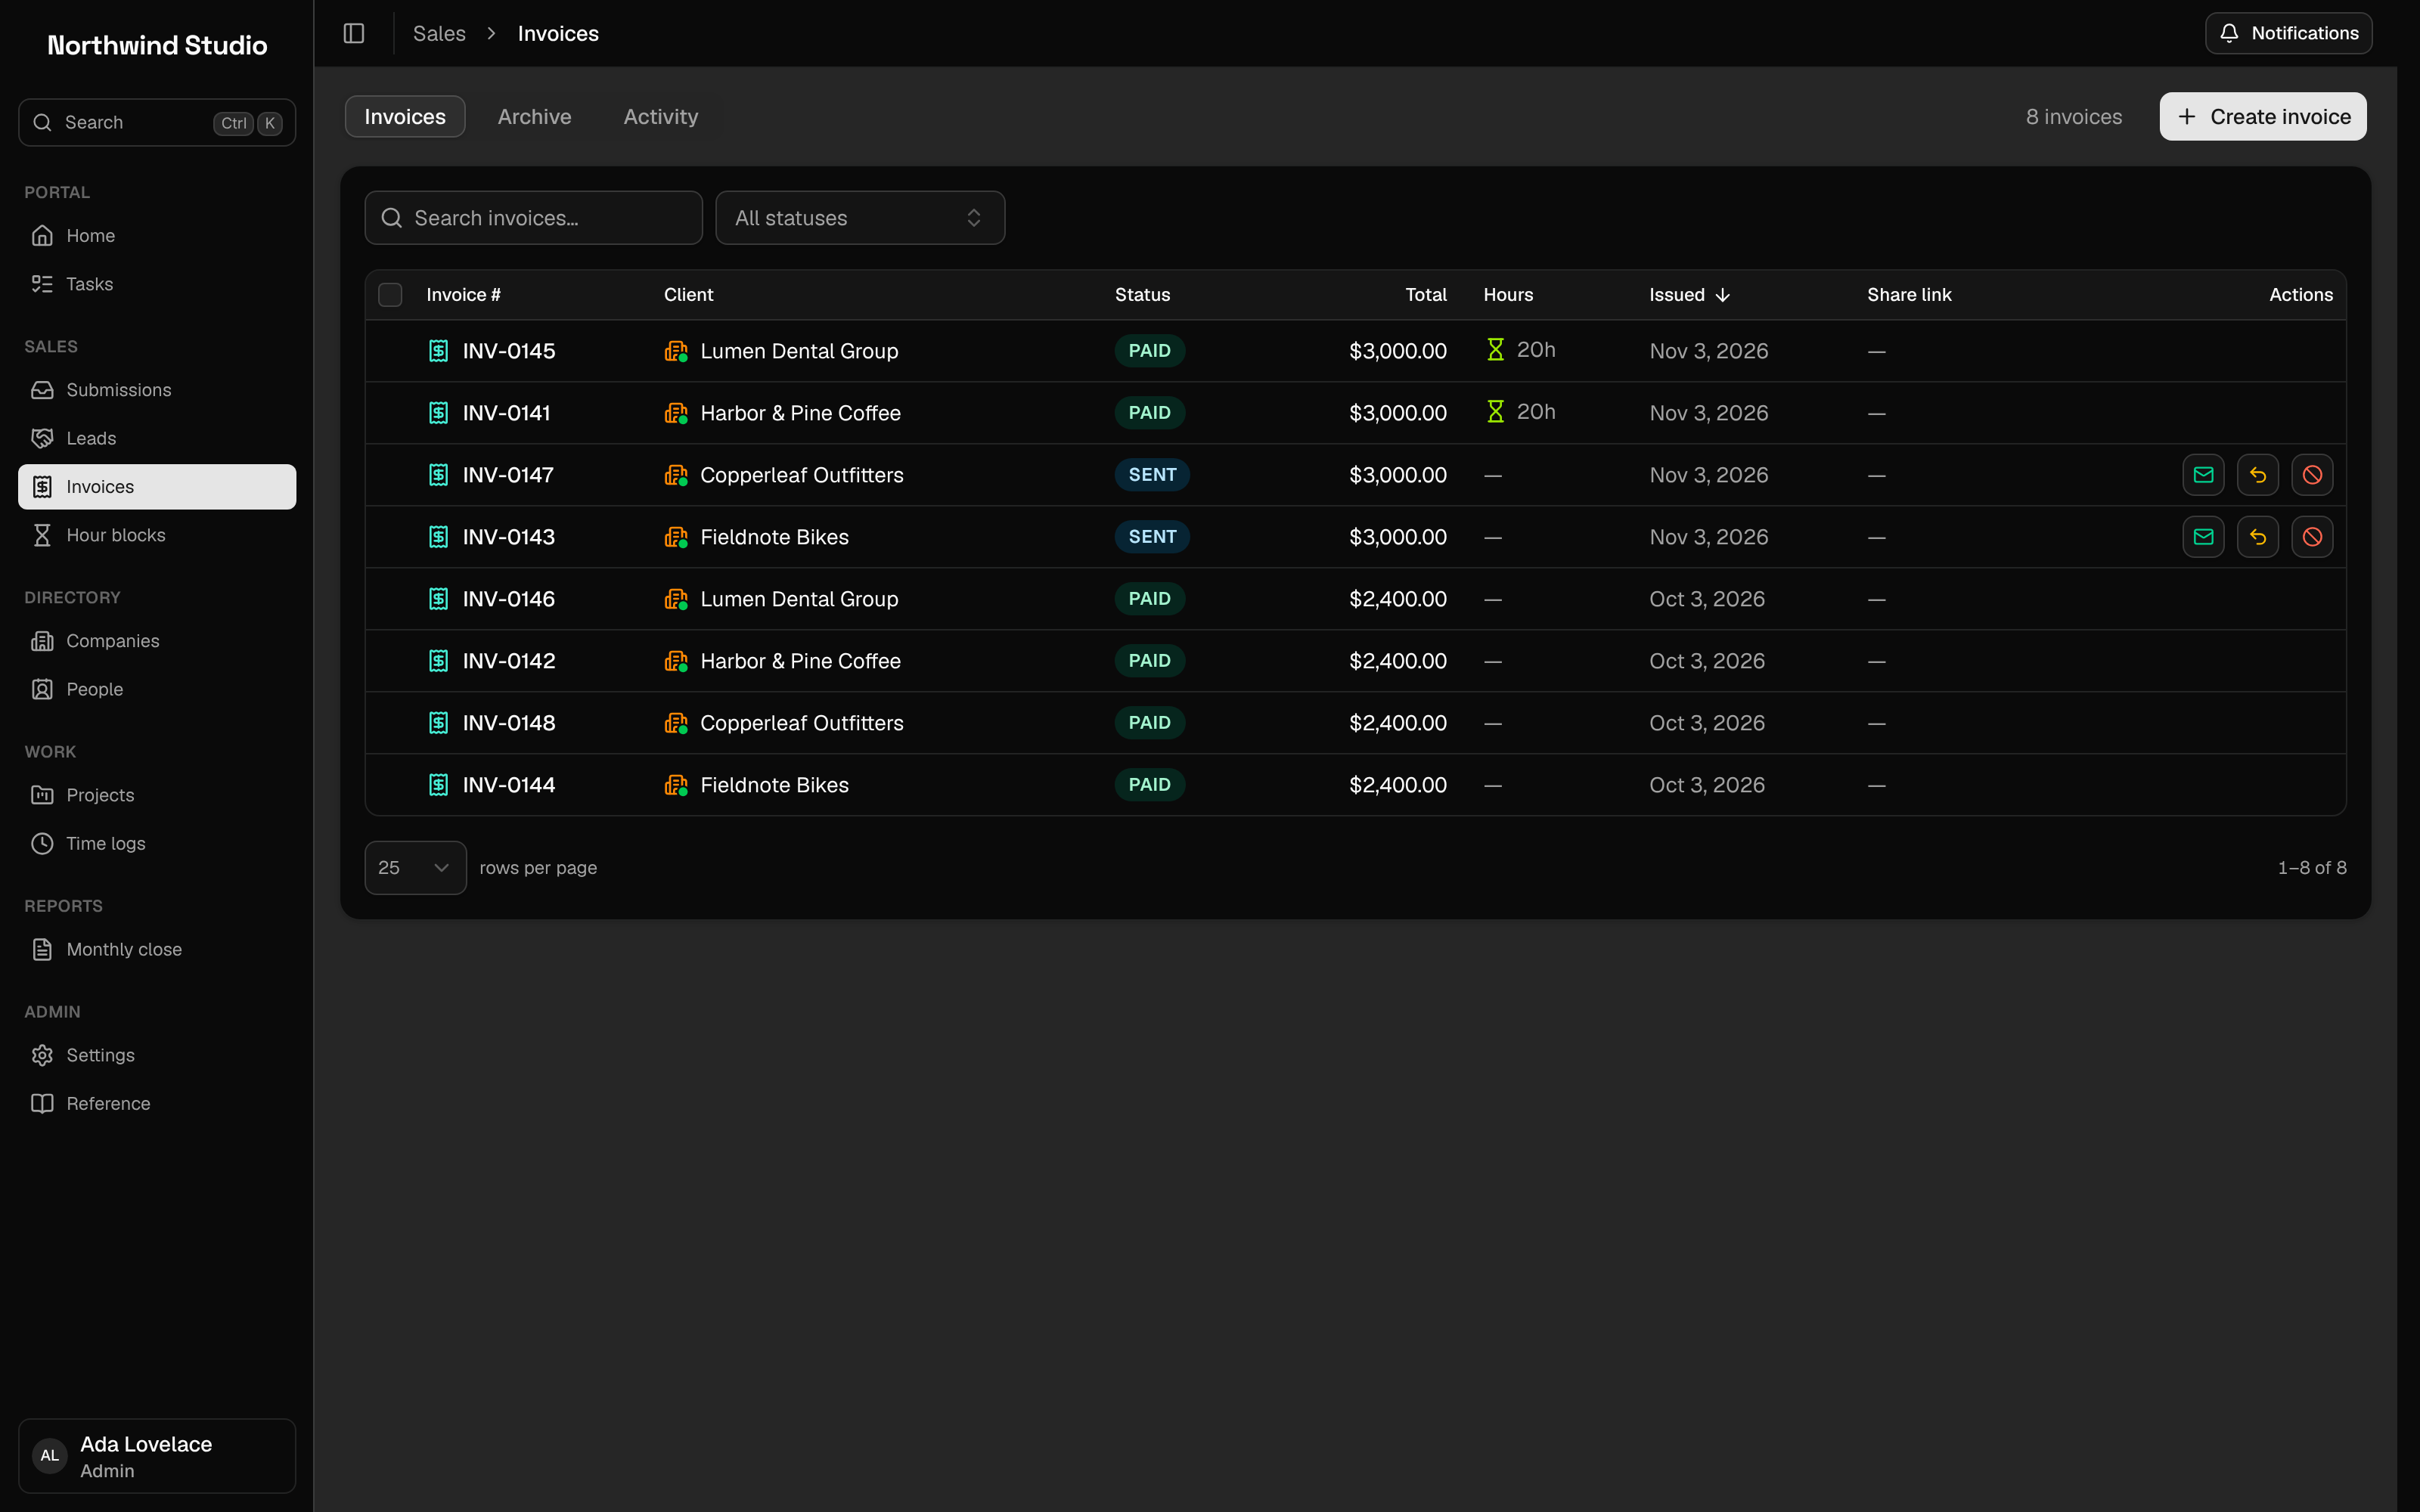 Northwind Studio
Search Ctrl K
PORTAL
Home
Tasks
SALES
Submissions
Leads
Invoices
Hour blocks
DIRECTORY
Companies
People
WORK
Projects
Time logs
REPORTS
Monthly close
ADMIN
Settings
Reference
AL
Ada Lovelace
Admin
Sales Invoices
Notifications
Invoices Archive Activity
8 invoices
Create invoice
Search invoices...
All statuses
Invoice # Client Status Total Hours Issued Share link Actions
INV-0145 Lumen Dental Group PAID $3,000.00 20h Nov 3, 2026 —
INV-0141 Harbor & Pine Coffee PAID $3,000.00 20h Nov 3, 2026 —
INV-0147 Copperleaf Outfitters SENT $3,000.00 — Nov 3, 2026 —
INV-0143 Fieldnote Bikes SENT $3,000.00 — Nov 3, 2026 —
INV-0146 Lumen Dental Group PAID $2,400.00 — Oct 3, 2026 —
INV-0142 Harbor & Pine Coffee PAID $2,400.00 — Oct 3, 2026 —
INV-0148 Copperleaf Outfitters PAID $2,400.00 — Oct 3, 2026 —
INV-0144 Fieldnote Bikes PAID $2,400.00 — Oct 3, 2026 —
25 rows per page
1–8 of 8